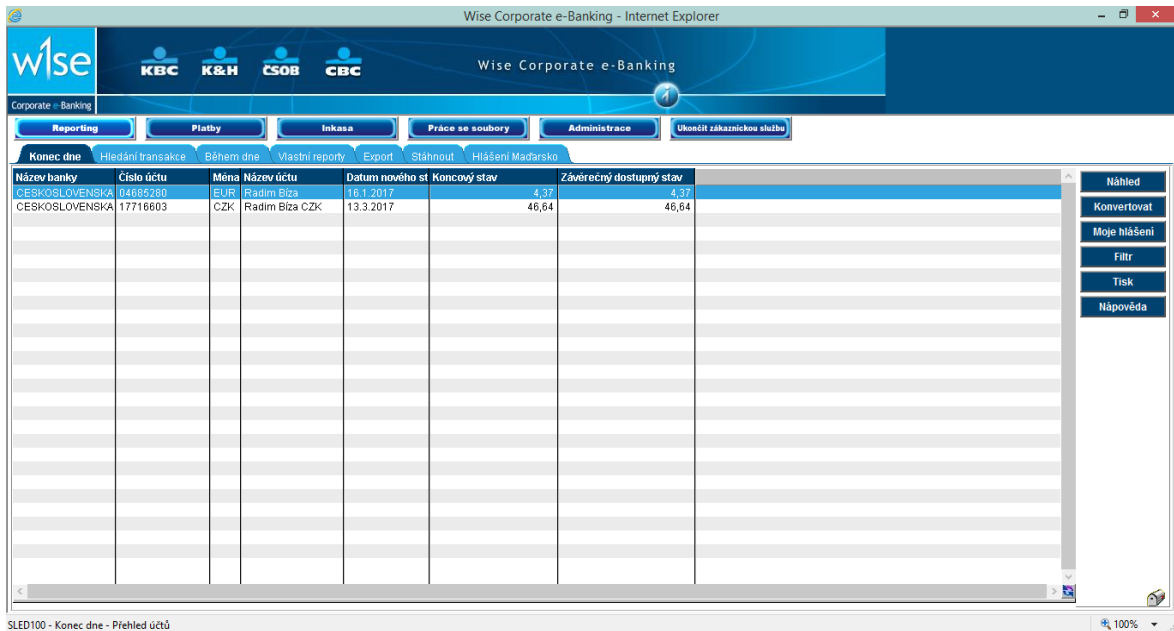 Wise Corporate e-Banking - Internet Explorer
w1se
KBC K&H ČSOB CBC
Wise Corporate e-Banking
Corporate e-Banking
Reporting Platby Inkasa Práce se soubory Administrace Ukončit zákaznickou službu
Konec dne Hledání transakce Během dne Vlastní reporty Export Stáhnout Hlášení Maďarsko
Název banky Číslo účtu Měna Název účtu Datum nového st Koncový stav Závěrečný dostupný stav
CESKOSLOVENSKA 04685280 EUR Radim Bíza 16.1.2017 4,37 4,37
CESKOSLOVENSKA 17716603 CZK Radim Bíza CZK 13.3.2017 46,64 46,64
Náhled
Konvertovat
Moje hlášení
Filtr
Tisk
Nápověda
SLED100 - Konec dne - Přehled účtů
100%